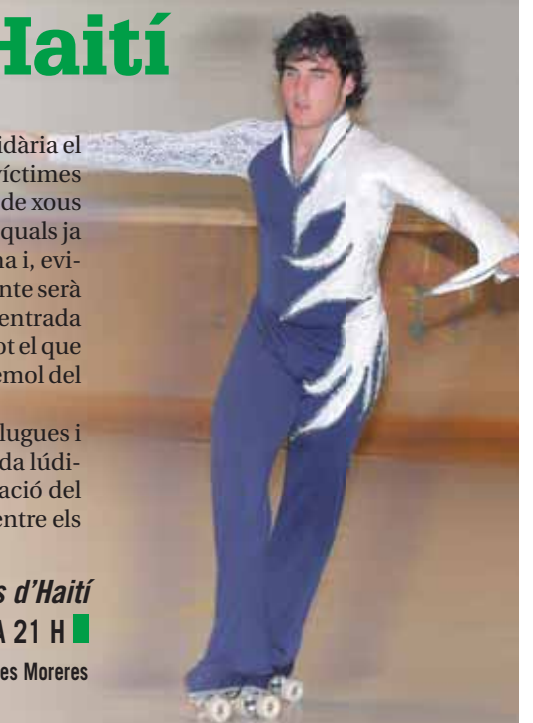 Haití
idària el
víctimes
de xous
quals ja
na i, evi-
nte serà
entrada
ot el que
èmol del
lugues i
da lúdi-
ació del
entre els
s d'Haití
A 21 H
es Moreres